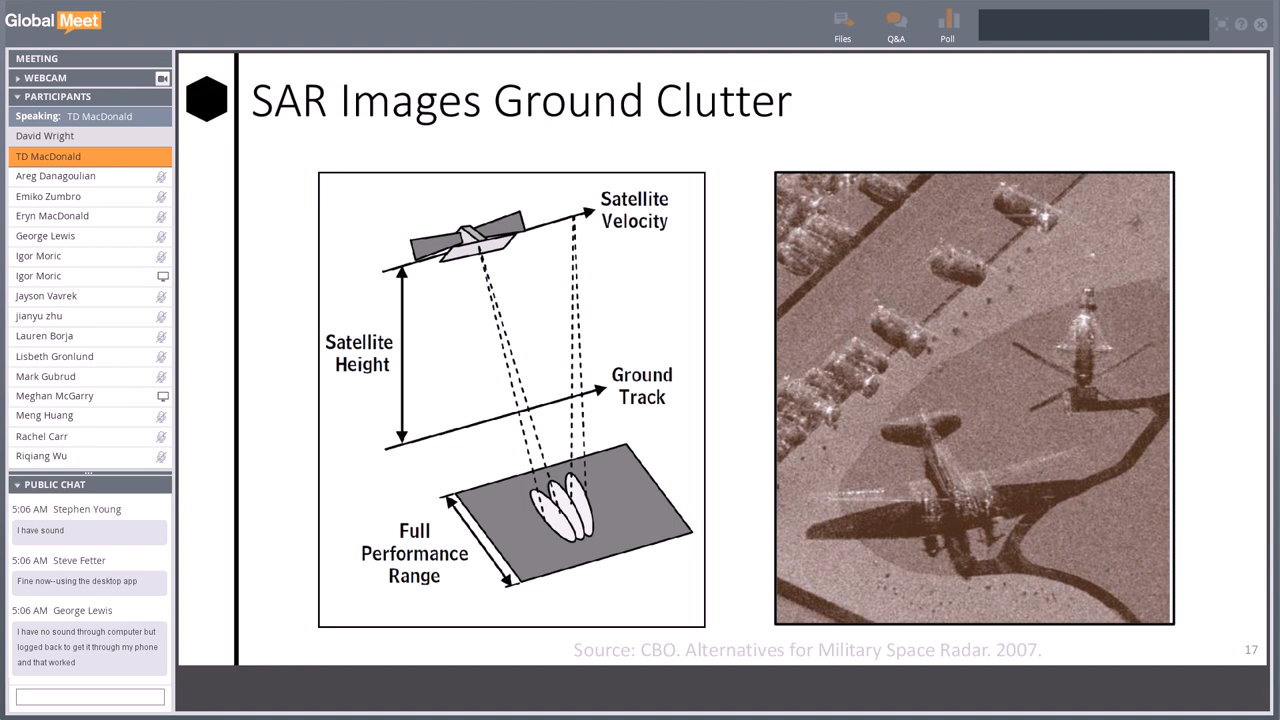 Global Meet
Files
Q&A
Poll
MEETING
WEBCAM
PARTICIPANTS
Speaking: TD MacDonald
David Wright
TD MacDonald
Areg Danagoulian
Emiko Zumbro
Eryn MacDonald
George Lewis
Igor Moric
Igor Moric
Jayson Vavrek
jianyu zhu
Lauren Borja
Lisbeth Gronlund
Mark Gubrud
Meghan McGarry
Meng Huang
Rachel Carr
Riqiang Wu
PUBLIC CHAT
5:06 AM Stephen Young
I have sound
5:06 AM Steve Fetter
Fine now--using the desktop app
5:06 AM George Lewis
I have no sound through computer but
logged back to get it through my phone
and that worked
SAR Images Ground Clutter
Satellite
Velocity
Satellite
Height
Ground
Track
Full
Performance
Range
Source: CBO. Alternatives for Military Space Radar. 2007.
17